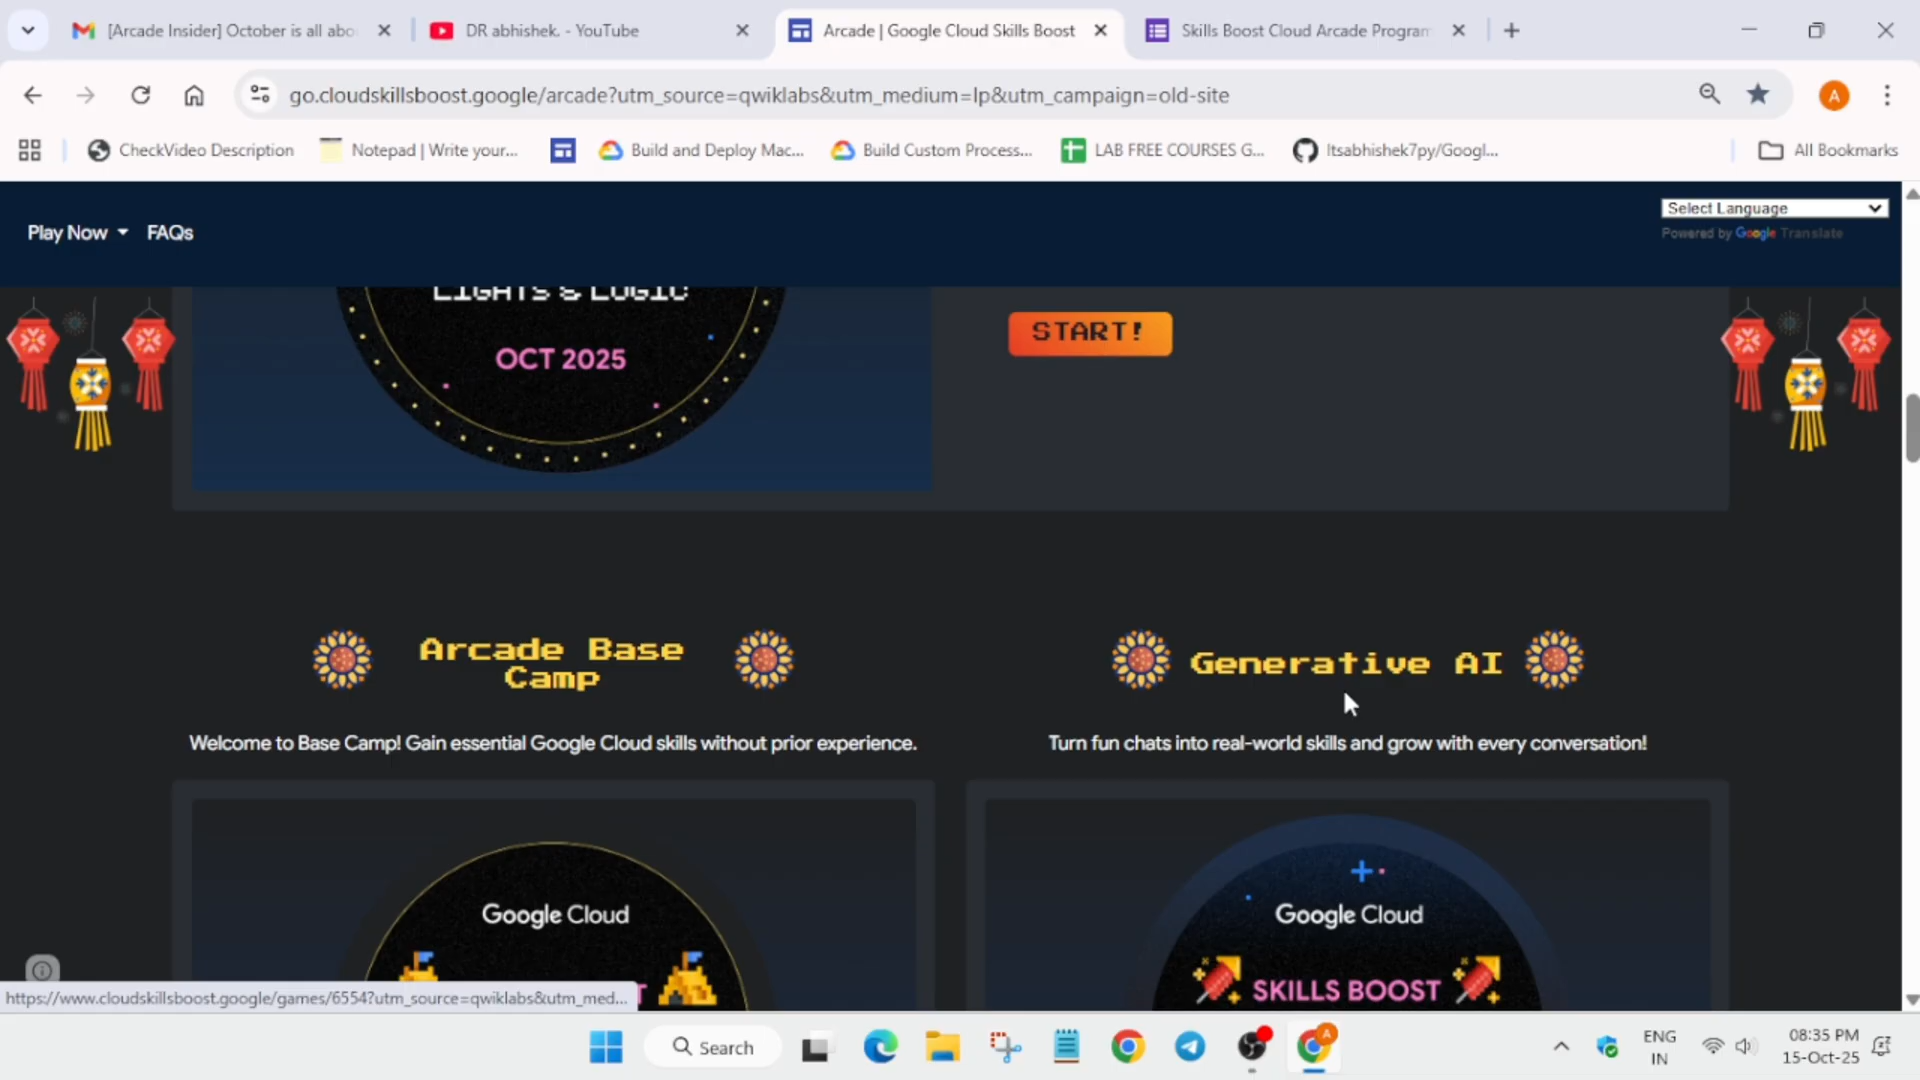 [Arcade Insider] October is all abo
DR abhishek. - YouTube
Arcade | Google Cloud Skills Boost
Skills Boost Cloud Arcade Program
go.cloudskillsboost.google/arcade?utm_source=qwiklabs&utm_medium=lp&utm_campaign=old-site
A
CheckVideo Description
Notepad | Write your...
Build and Deploy Mac...
Build Custom Process...
LAB FREE COURSES G...
Itsabhishek7py/Googl...
All Bookmarks
Play Now
FAQs
Select Language
Powered by Google Translate
LIGHTS & LOGIC
OCT 2025
START!
Arcade Base
Camp
Generative AI
Welcome to Base Camp! Gain essential Google Cloud skills without prior experience.
Turn fun chats into real-world skills and grow with every conversation!
Google Cloud
Google Cloud
SKILLS BOOST
https://www.cloudskillsboost.google/games/6554?utm_source=qwiklabs&utm_med...
Search
ENG
IN
08:35 PM
15-Oct-25